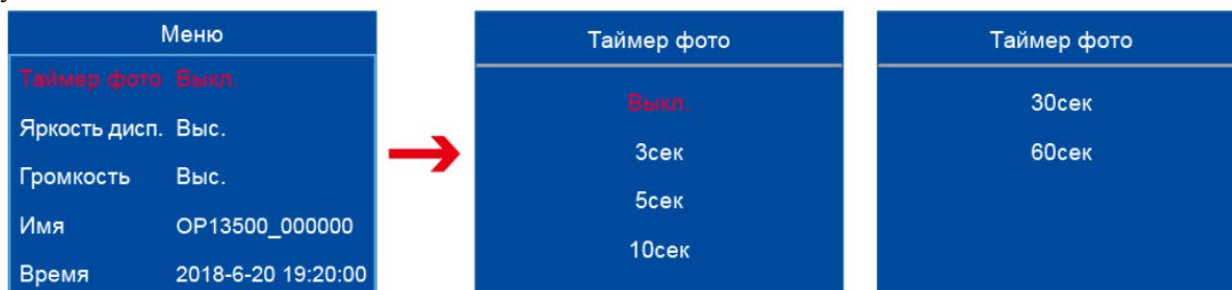 Меню
Таймер фото Выкл.
Яркость дисп. Выс.
Громкость Выс.
Имя OP13500_000000
Время 2018-6-20 19:20:00
Таймер фото
Выкл.
3сек
5сек
10сек
Таймер фото
30сек
60сек